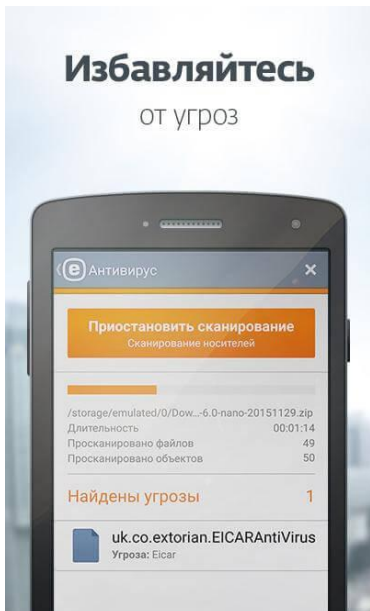 Избавляйтесь
от угроз
e Антивирус ×
Приостановить сканирование
Сканирование носителей
/storage/emulated/0/Dow...-6.0-nano-20151129.zip
Длительность 00:01:14
Просканировано файлов 49
Просканировано объектов 50
Найдены угрозы 1
uk.co.extorian.EICARAntiVirus
Угроза: Eicar